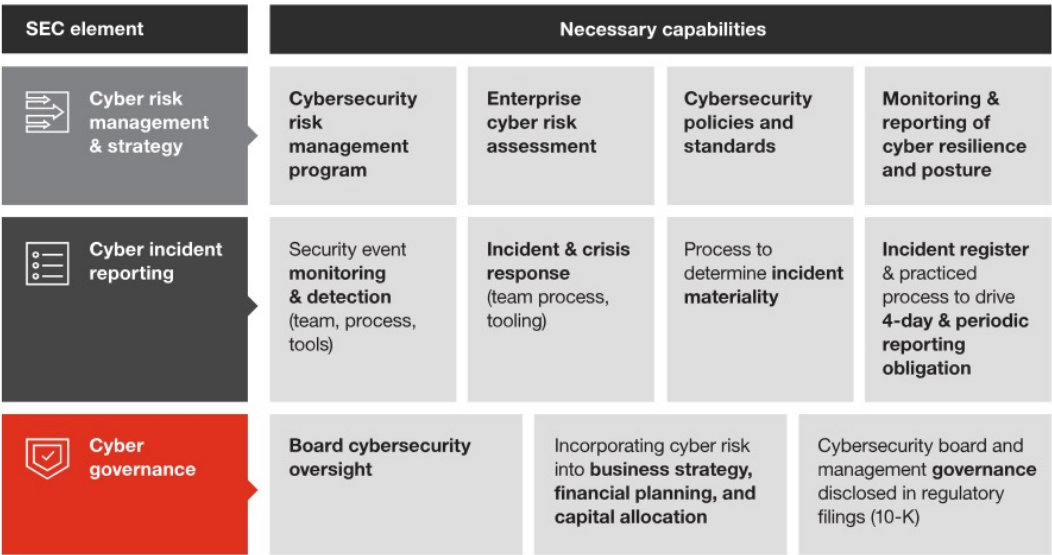 SEC element
Necessary capabilities
Cyber risk
management
& strategy
Cybersecurity
risk
management
program
Enterprise
cyber risk
assessment
Cybersecurity
policies and
standards
Monitoring &
reporting of
cyber resilience
and posture
Cyber incident
reporting
Security event
monitoring
& detection
(team, process,
tools)
Incident & crisis
response
(team process,
tooling)
Process to
determine incident
materiality
Incident register
& practiced
process to drive
4-day & periodic
reporting
obligation
Cyber
governance
Board cybersecurity
oversight
Incorporating cyber risk
into business strategy,
financial planning, and
capital allocation
Cybersecurity board and
management governance
disclosed in regulatory
filings (10-K)